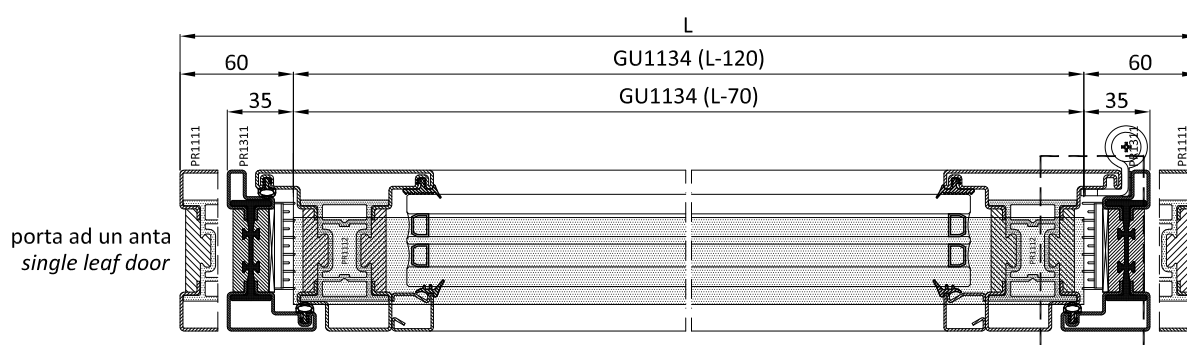 L
60
GU1134 (L-120)
60
35
GU1134 (L-70)
35
PR1111
PR1311
PR1311
PR1111
porta ad un anta
single leaf door
PR1112
PR1112